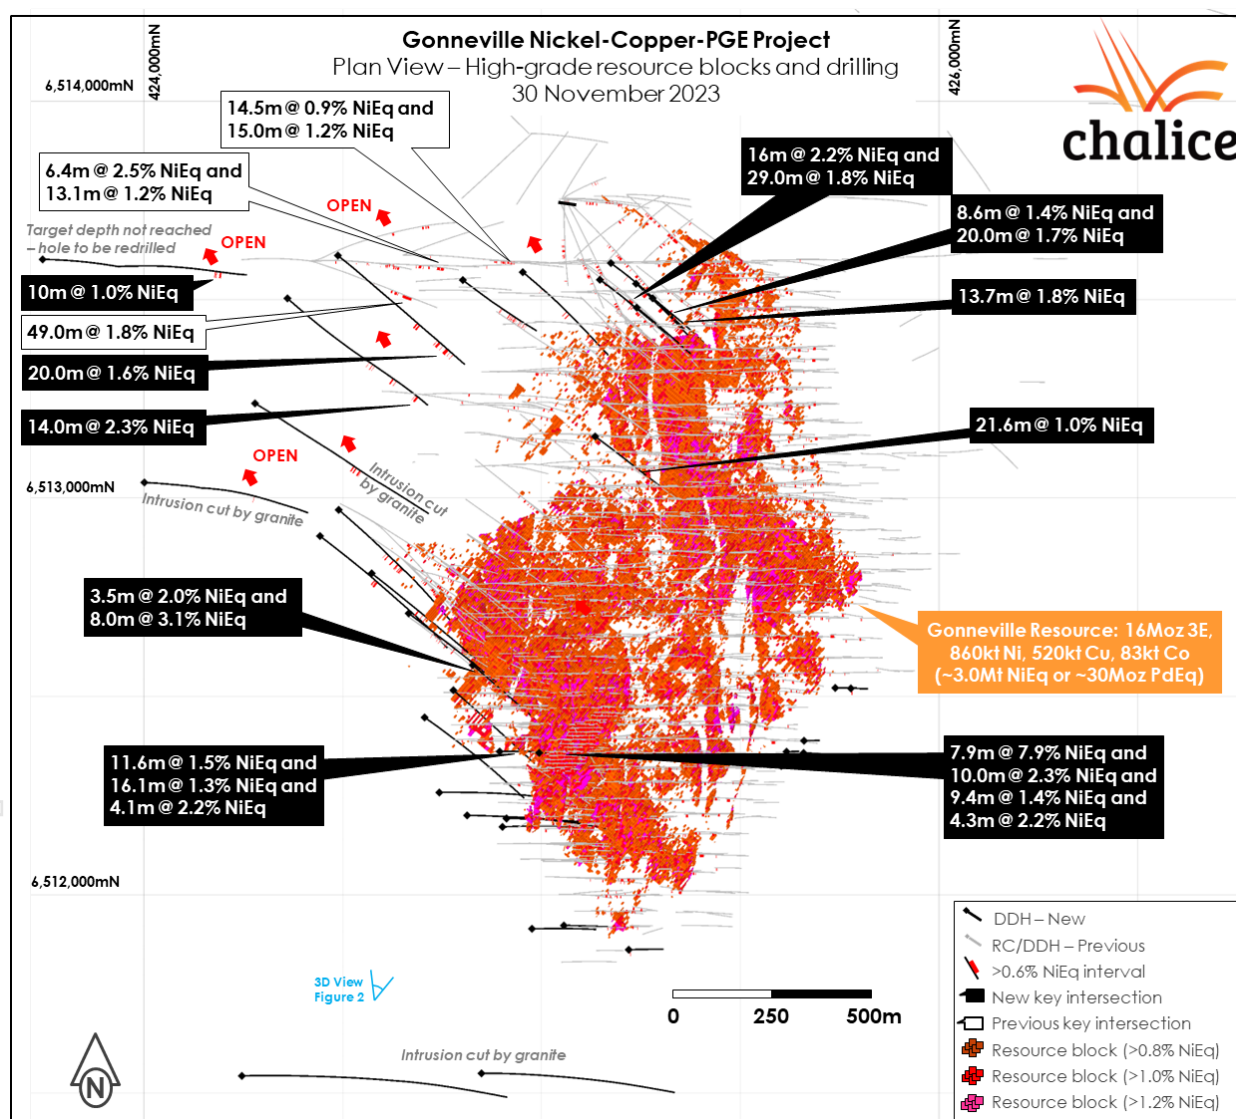 Gonneville Nickel-Copper-PGE Project
Plan View – High-grade resource blocks and drilling
30 November 2023
chalice
424,000mN
426,000mN
6,514,000mN
14.5m @ 0.9% NiEq and
15.0m @ 1.2% NiEq
6.4m @ 2.5% NiEq and
13.1m @ 1.2% NiEq
16m @ 2.2% NiEq and
29.0m @ 1.8% NiEq
8.6m @ 1.4% NiEq and
20.0m @ 1.7% NiEq
OPEN
Target depth not reached
– hole to be redrilled
OPEN
10m @ 1.0% NiEq
13.7m @ 1.8% NiEq
49.0m @ 1.8% NiEq
20.0m @ 1.6% NiEq
14.0m @ 2.3% NiEq
21.6m @ 1.0% NiEq
OPEN
6,513,000mN
Intrusion cut by granite
Intrusion cut
by granite
3.5m @ 2.0% NiEq and
8.0m @ 3.1% NiEq
Gonneville Resource: 16Moz 3E,
860kt Ni, 520kt Cu, 83kt Co
(~3.0Mt NiEq or ~30Moz PdEq)
11.6m @ 1.5% NiEq and
16.1m @ 1.3% NiEq and
4.1m @ 2.2% NiEq
7.9m @ 7.9% NiEq and
10.0m @ 2.3% NiEq and
9.4m @ 1.4% NiEq and
4.3m @ 2.2% NiEq
6,512,000mN
DDH – New
RC/DDH – Previous
>0.6% NiEq interval
New key intersection
Previous key intersection
Resource block (>0.8% NiEq)
Resource block (>1.0% NiEq)
Resource block (>1.2% NiEq)
3D View
Figure 2
0 250 500m
Intrusion cut by granite
N